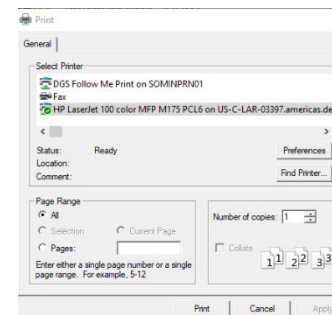 Print
General
Select Printer
DGS Follow Me Print on SOMINPRN01
Fax
HP LaserJet 100 color MFP M175 PCL6 on US-C-LAR-03397.americas.de
Status: Ready
Preferences
Location:
Comment:
Find Printer...
Page Range
All
Selection Current Page
Pages:
Enter either a single page number or a single
page range. For example, 5-12
Number of copies: 1
Collate
1 1 2 2 3 3
Print Cancel Apply